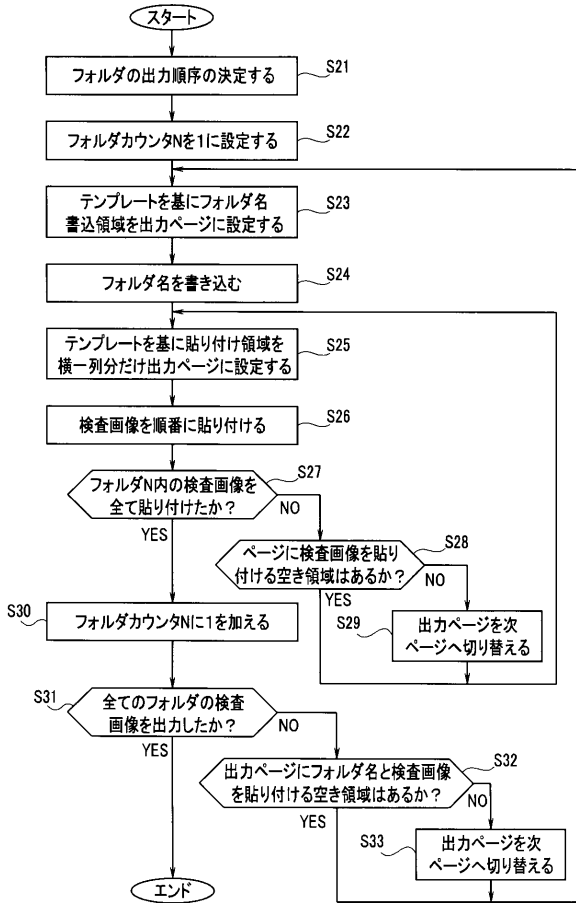 スタート
フォルダの出力順序の決定する
S21
フォルダカウンタNを1に設定する
S22
テンプレートを基にフォルダ名
書込領域を出力ページに設定する
S23
フォルダ名を書き込む
S24
テンプレートを基に貼り付け領域を
横一列分だけ出力ページに設定する
S25
検査画像を順番に貼り付ける
S26
フォルダN内の検査画像を
全て貼り付けたか?
S27
NO
YES
ページに検査画像を貼り
付ける空き領域はあるか?
S28
NO
YES
S29
出力ページを次
ページへ切り替える
S30
フォルダカウンタNに1を加える
S31
全てのフォルダの検査
画像を出力したか?
NO
YES
出力ページにフォルダ名と検査画像
を貼り付ける空き領域はあるか?
S32
NO
YES
S33
出力ページを次
ページへ切り替える
エンド